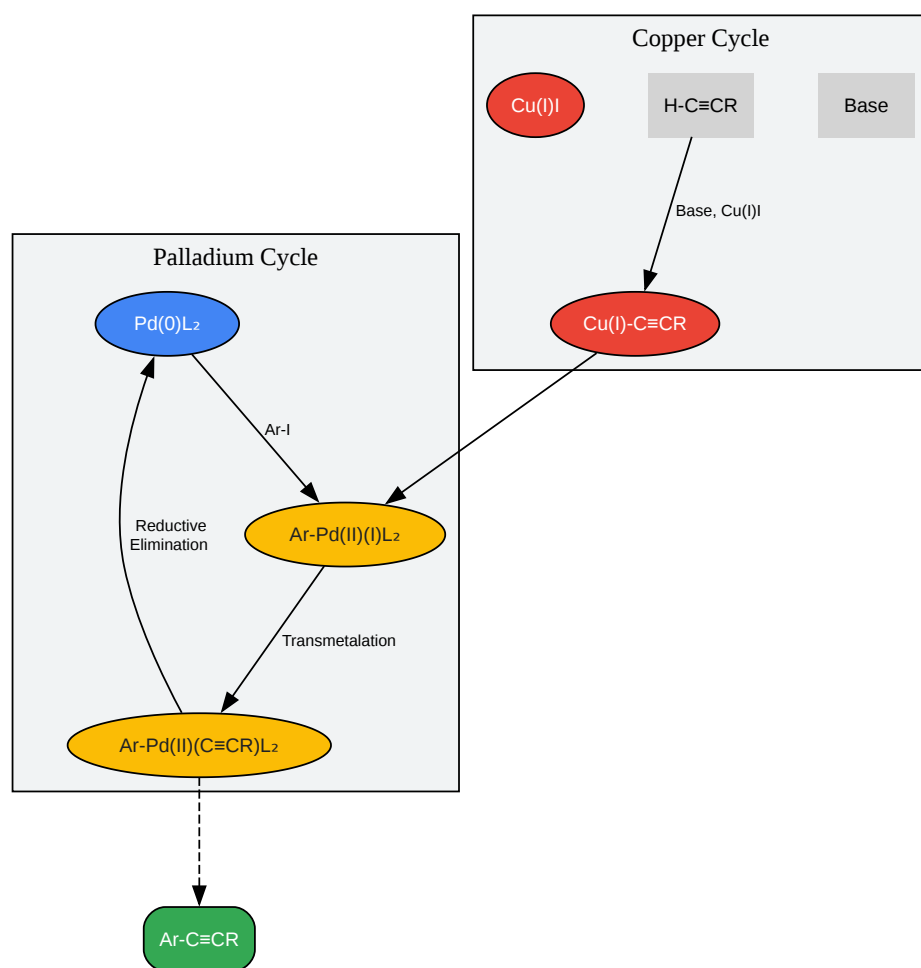 Copper Cycle
Cu(I)I
H-C≡CR
Base
Base, Cu(I)I
Cu(I)-C≡CR
Palladium Cycle
Pd(0)L₂
Ar-I
Ar-Pd(II)(I)L₂
Reductive
Elimination
Transmetalation
Ar-Pd(II)(C≡CR)L₂
Ar-C≡CR